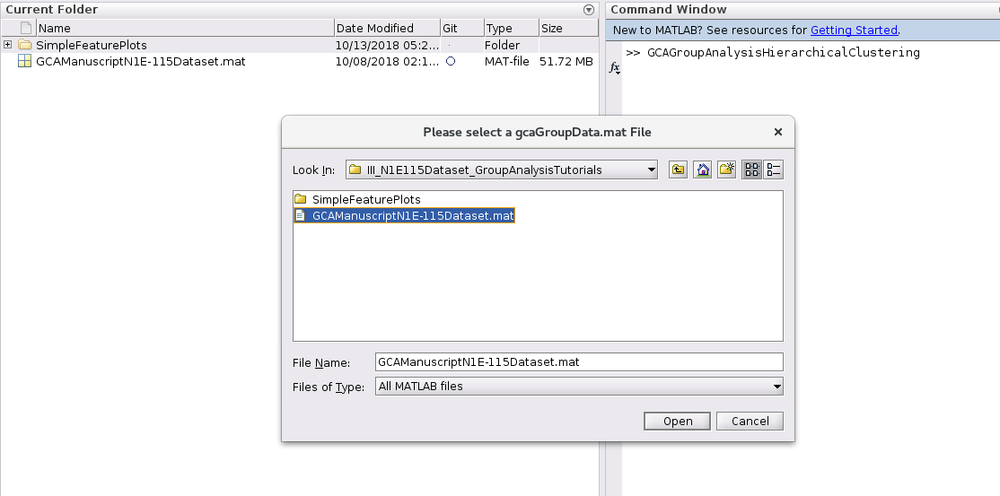 Current Folder
Name Date Modified Git Type Size
SimpleFeaturePlots 10/13/2018 05:2... Folder
GCAManuscriptN1E-115Dataset.mat 10/08/2018 02:1... MAT-file 51.72 MB
Command Window
New to MATLAB? See resources for Getting Started.
fx >> GCAGroupAnalysisHierarchicalClustering
Please select a gcaGroupData.mat File
Look In: III_N1E115Dataset_GroupAnalysisTutorials
SimpleFeaturePlots
GCAManuscriptN1E-115Dataset.mat
File Name: GCAManuscriptN1E-115Dataset.mat
Files of Type: All MATLAB files
Open Cancel